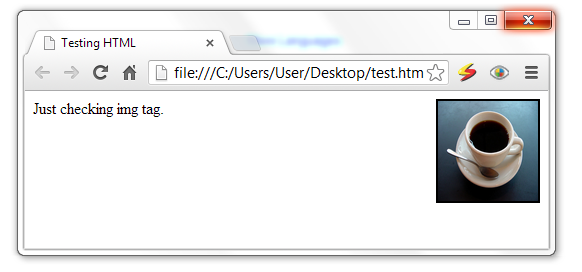 Testing HTML
file:///C:/Users/User/Desktop/test.htm
Just checking img tag.